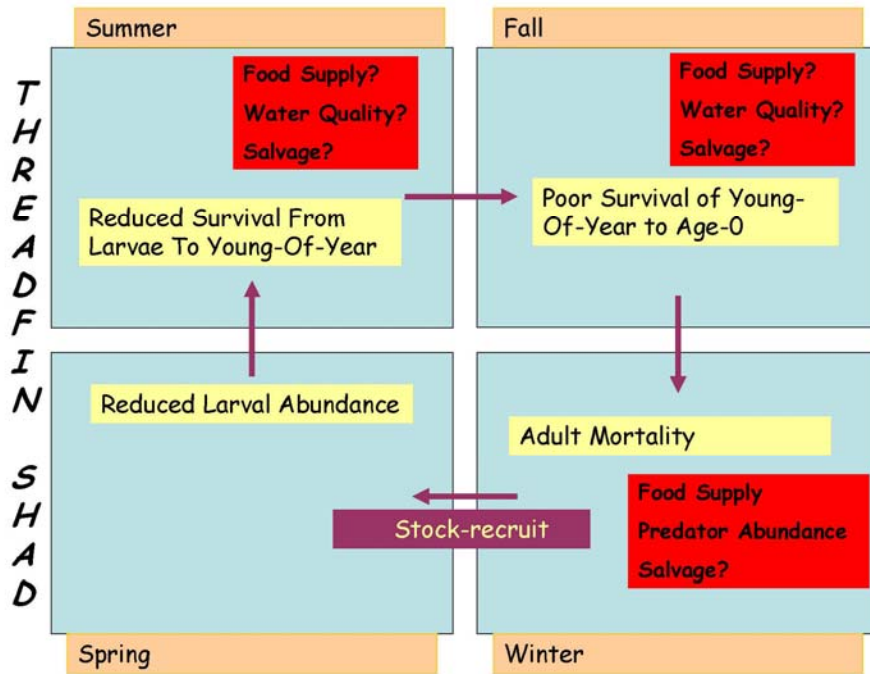 THREADFIN SHAD
Summer
Food Supply?
Water Quality?
Salvage?
Reduced Survival From
Larvae To Young-Of-Year
Fall
Food Supply?
Water Quality?
Salvage?
Poor Survival of Young-
Of-Year to Age-0
Reduced Larval Abundance
Spring
Adult Mortality
Food Supply
Predator Abundance
Salvage?
Stock-recruit
Winter